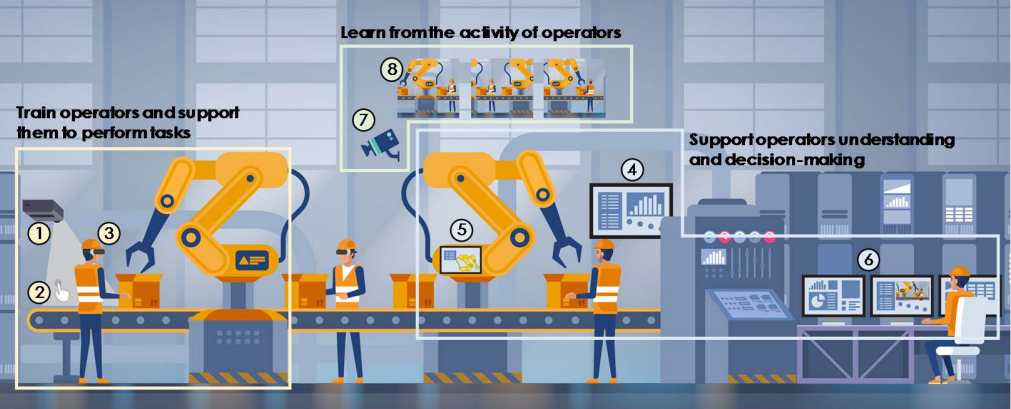 Learn from the activity of operators
8
7
Train operators and support
them to perform tasks
Support operators understanding
and decision-making
4
1
3
5
6
2